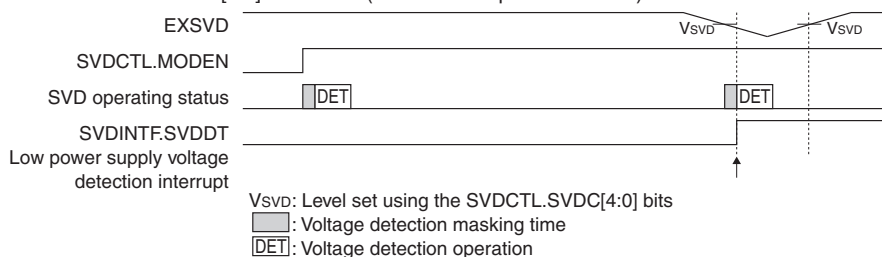 EXSVD
VSVD
VSVD
SVDCTL.MODEN
SVD operating status
DET
DET
SVDINTF.SVDDT
Low power supply voltage
detection interrupt
VSVD: Level set using the SVDCTL.SVDC[4:0] bits
: Voltage detection masking time
DET: Voltage detection operation